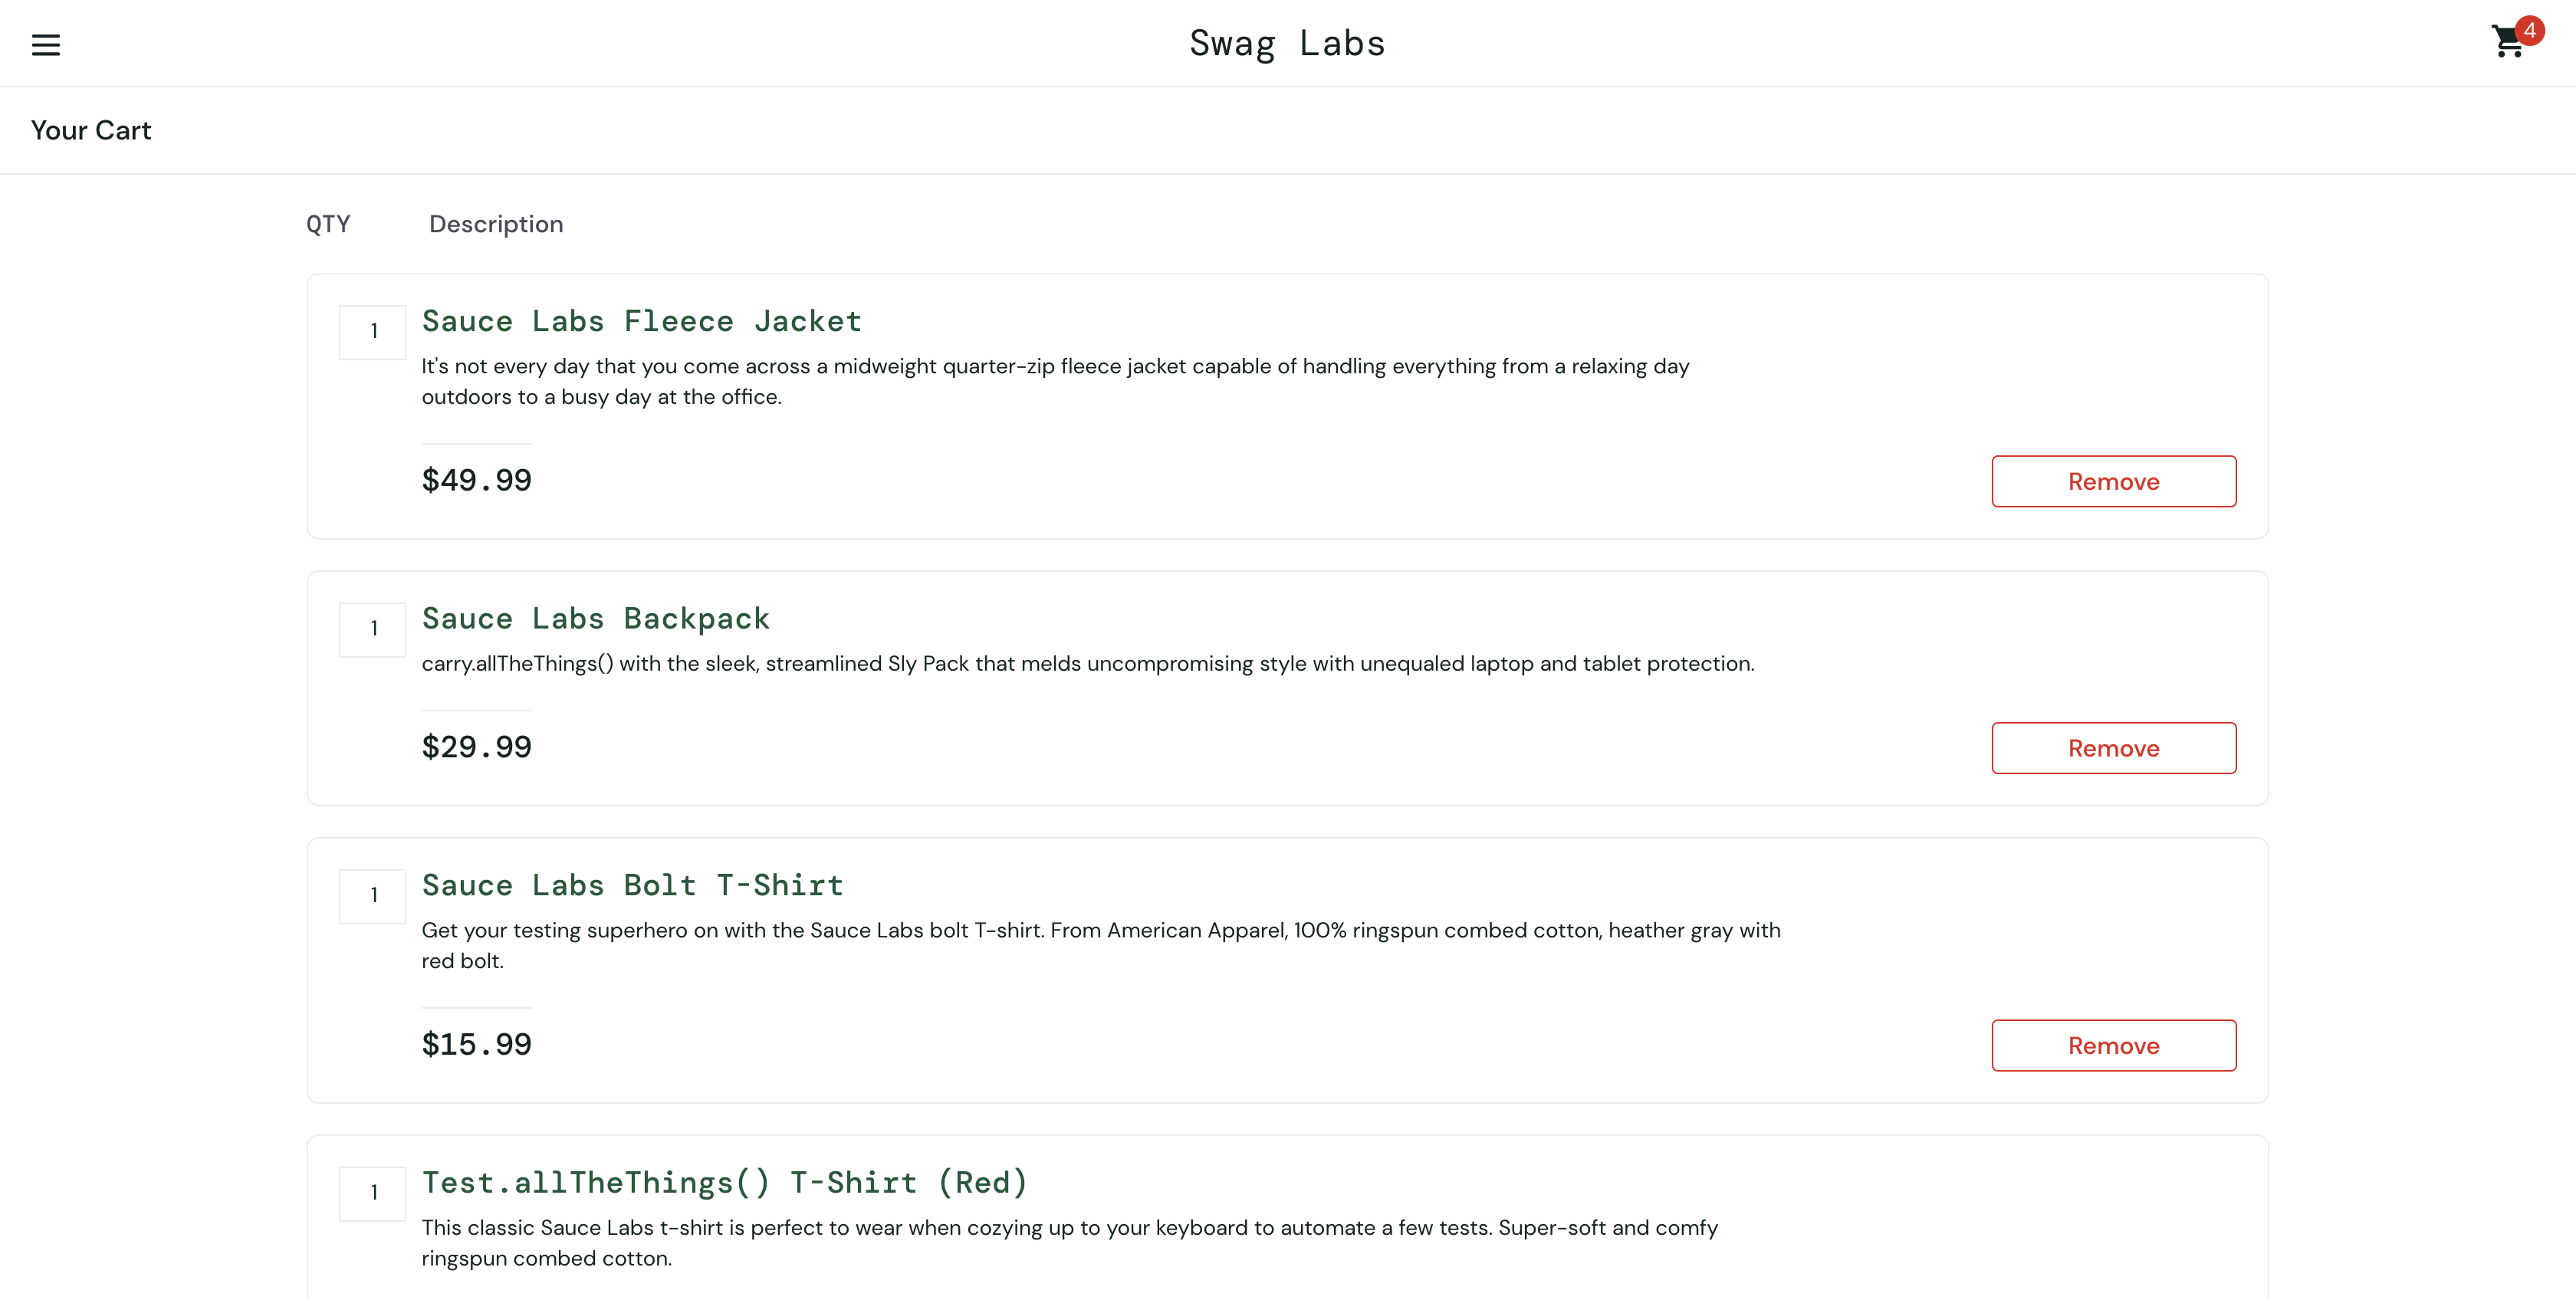 Swag Labs
4
Your Cart
QTY Description
1
Sauce Labs Fleece Jacket
It's not every day that you come across a midweight quarter-zip fleece jacket capable of handling everything from a relaxing day
outdoors to a busy day at the office.
$49.99
Remove
1
Sauce Labs Backpack
carry.allTheThings() with the sleek, streamlined Sly Pack that melds uncompromising style with unequaled laptop and tablet protection.
$29.99
Remove
1
Sauce Labs Bolt T-Shirt
Get your testing superhero on with the Sauce Labs bolt T-shirt. From American Apparel, 100% ringspun combed cotton, heather gray with
red bolt.
$15.99
Remove
1
Test.allTheThings() T-Shirt (Red)
This classic Sauce Labs t-shirt is perfect to wear when cozying up to your keyboard to automate a few tests. Super-soft and comfy
ringspun combed cotton.